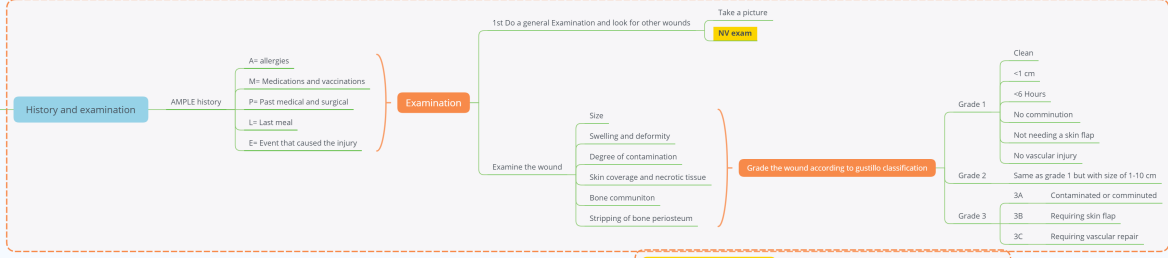 History and examination
AMPLE history
A= allergies
M= Medications and vaccinations
P= Past medical and surgical
L= Last meal
E= Event that caused the injury
Examination
1st Do a general Examination and look for other wounds
Take a picture
NV exam
Examine the wound
Size
Swelling and deformity
Degree of contamination
Skin coverage and necrotic tissue
Bone communiton
Stripping of bone periosteum
Grade the wound according to gustillo classification
Grade 1
Clean
<1 cm
<6 Hours
No comminution
Not needing a skin flap
No vascular injury
Grade 2
Same as grade 1 but with size of 1-10 cm
Grade 3
3A
Contaminated or comminuted
3B
Requiring skin flap
3C
Requiring vascular repair